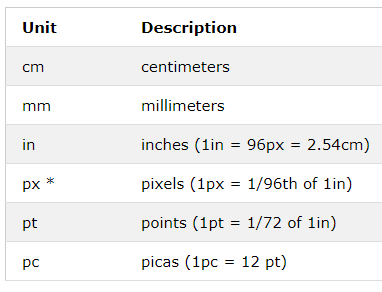 Unit Description
cm centimeters
mm millimeters
in inches (1in = 96px = 2.54cm)
px * pixels (1px = 1/96th of 1in)
pt points (1pt = 1/72 of 1in)
pc picas (1pc = 12 pt)